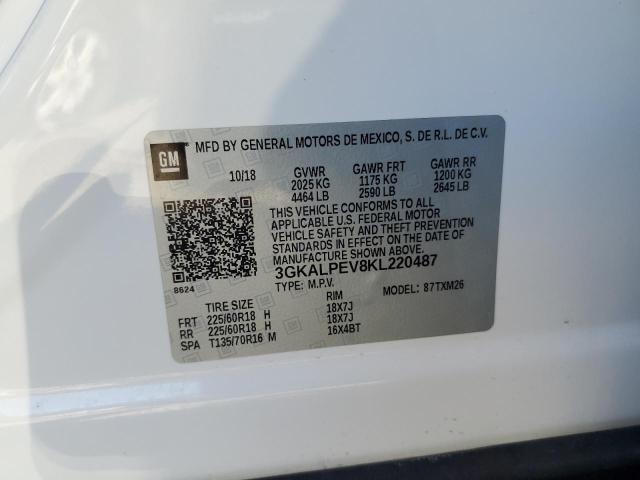 GM
MFD BY GENERAL MOTORS DE MEXICO, S. DE R.L. DE C.V.
10/18 GVWR GAWR FRT GAWR RR
2025 KG 1175 KG 1200 KG
4464 LB 2590 LB 2645 LB
THIS VEHICLE CONFORMS TO ALL
APPLICABLE U.S. FEDERAL MOTOR
VEHICLE SAFETY AND THEFT PREVENTION
STANDARDS IN EFFECT ON THE DATE OF
MANUFACTURE SHOWN ABOVE.
3GKALPEV8KL220487
8624
TYPE: M.P.V. MODEL: 87TXM26
TIRE SIZE RIM
FRT 225/60R18 H 18X7J
RR 225/60R18 H 18X7J
SPA T135/70R16 M 16X4BT